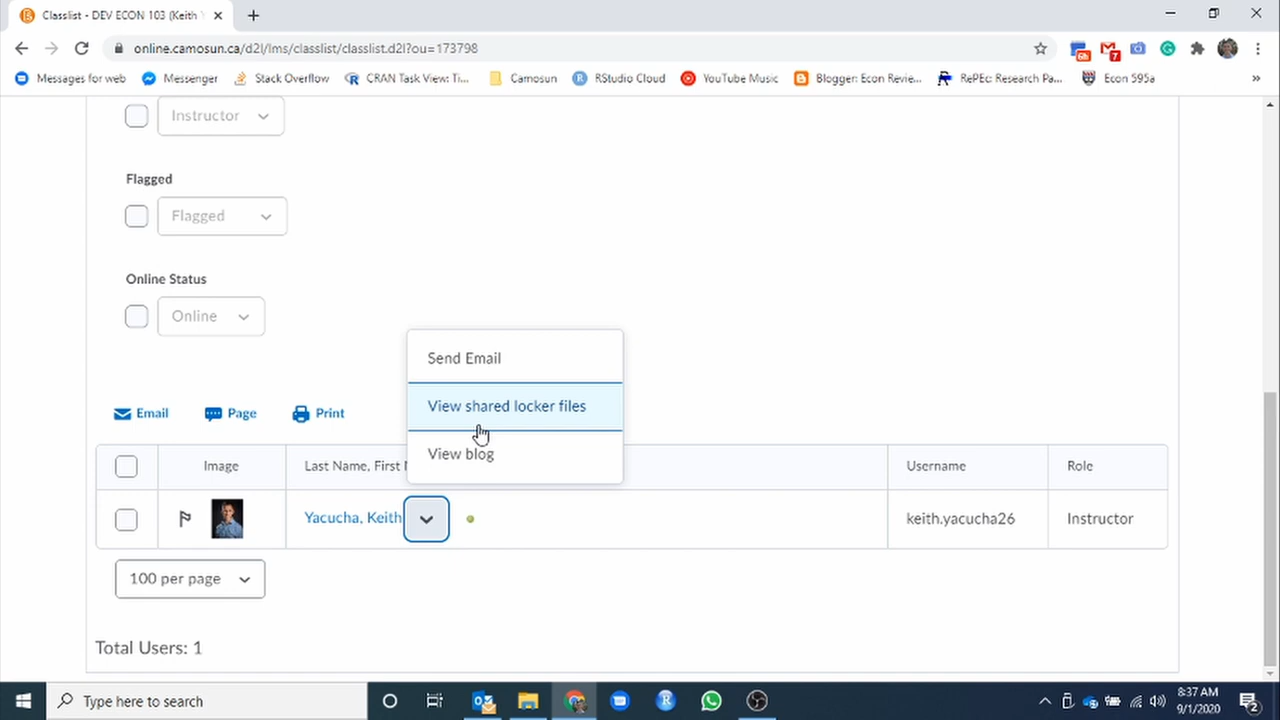 Classlist - DEV ECON 103 (Keith Y
online.camosun.ca/d2l/lms/classlist/classlist.d2l?ou=173798
6h
7
Messages for web
Messenger
Stack Overflow
CRAN Task View: Ti...
Camosun
RStudio Cloud
YouTube Music
Blogger: Econ Revie...
RePEc: Research Pa...
Econ 595a
»
Instructor
Flagged
Flagged
Online Status
Online
Send Email
View shared locker files
View blog
Email
Page
Print
Image
Last Name, First N
Username
Role
Yacucha, Keith
keith.yacucha26
Instructor
100 per page
Total Users: 1
Type here to search
8:37 AM
9/1/2020
2